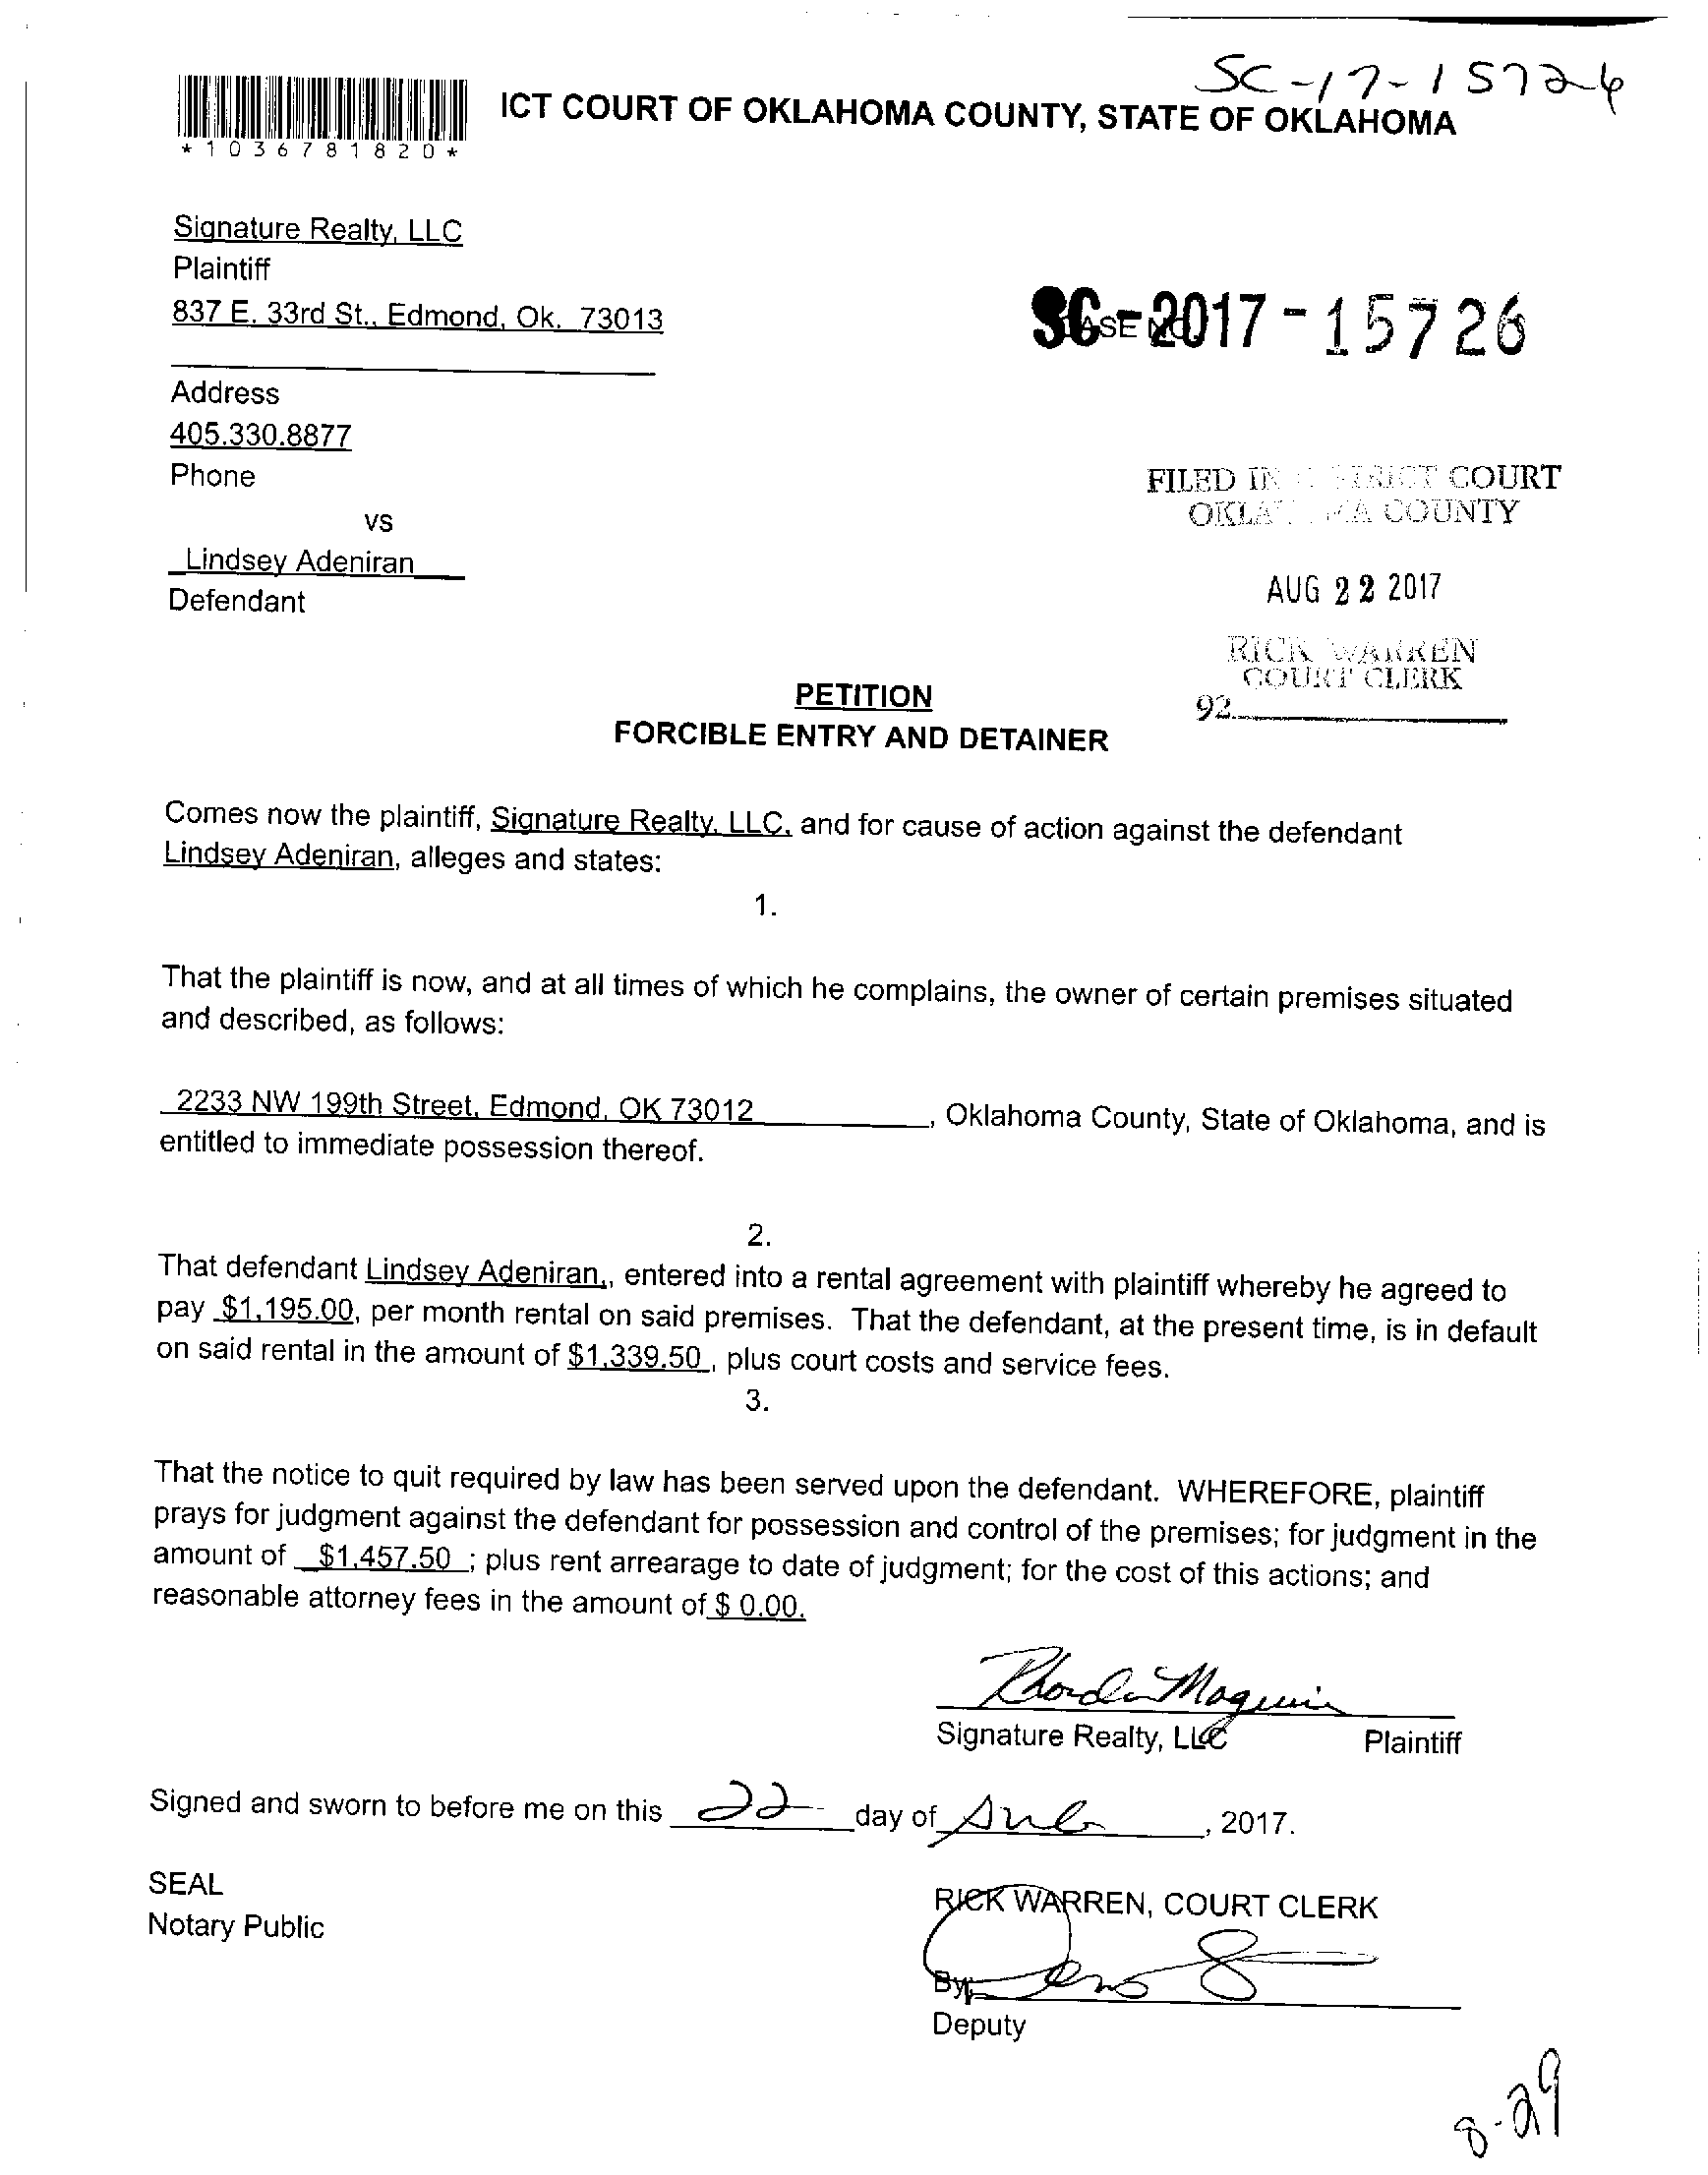 SC-17-15726
ICT COURT OF OKLAHOMA COUNTY, STATE OF OKLAHOMA
*1036781820*
Signature Realty, LLC
Plaintiff
837 E. 33rd St., Edmond, Ok. 73013
SC-2017-15726
Address
405.330.8877
Phone
FILED IN COURT
COUNTY
vs
Lindsey Adeniran
Defendant
AUG 22 2017
RICK WARREN
COURT CLERK
92
PETITION
FORCIBLE ENTRY AND DETAINER
Comes now the plaintiff, Signature Realty, LLC, and for cause of action against the defendant
Lindsey Adeniran, alleges and states:
1.
That the plaintiff is now, and at all times of which he complains, the owner of certain premises situated
and described, as follows:
2233 NW 199th Street, Edmond, OK 73012, Oklahoma County, State of Oklahoma, and is
entitled to immediate possession thereof.
2.
That defendant Lindsey Adeniran,, entered into a rental agreement with plaintiff whereby he agreed to
pay $1,195.00, per month rental on said premises. That the defendant, at the present time, is in default
on said rental in the amount of $1,339.50, plus court costs and service fees.
3.
That the notice to quit required by law has been served upon the defendant. WHEREFORE, plaintiff
prays for judgment against the defendant for possession and control of the premises; for judgment in the
amount of $1,457.50; plus rent arrearage to date of judgment; for the cost of this actions; and
reasonable attorney fees in the amount of $ 0.00.
Signature Realty, LLC Plaintiff
Signed and sworn to before me on this 22 day of Aug, 2017.
SEAL
Notary Public
RICK WARREN, COURT CLERK
By
Deputy
8-29